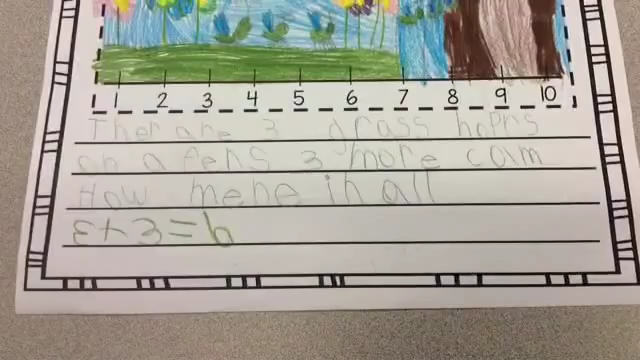 1 2 3 4 5 6 7 8 9 10
Ther are 3 grass hoprs
on a fens 3 more cam
How mene in all
3+3=6